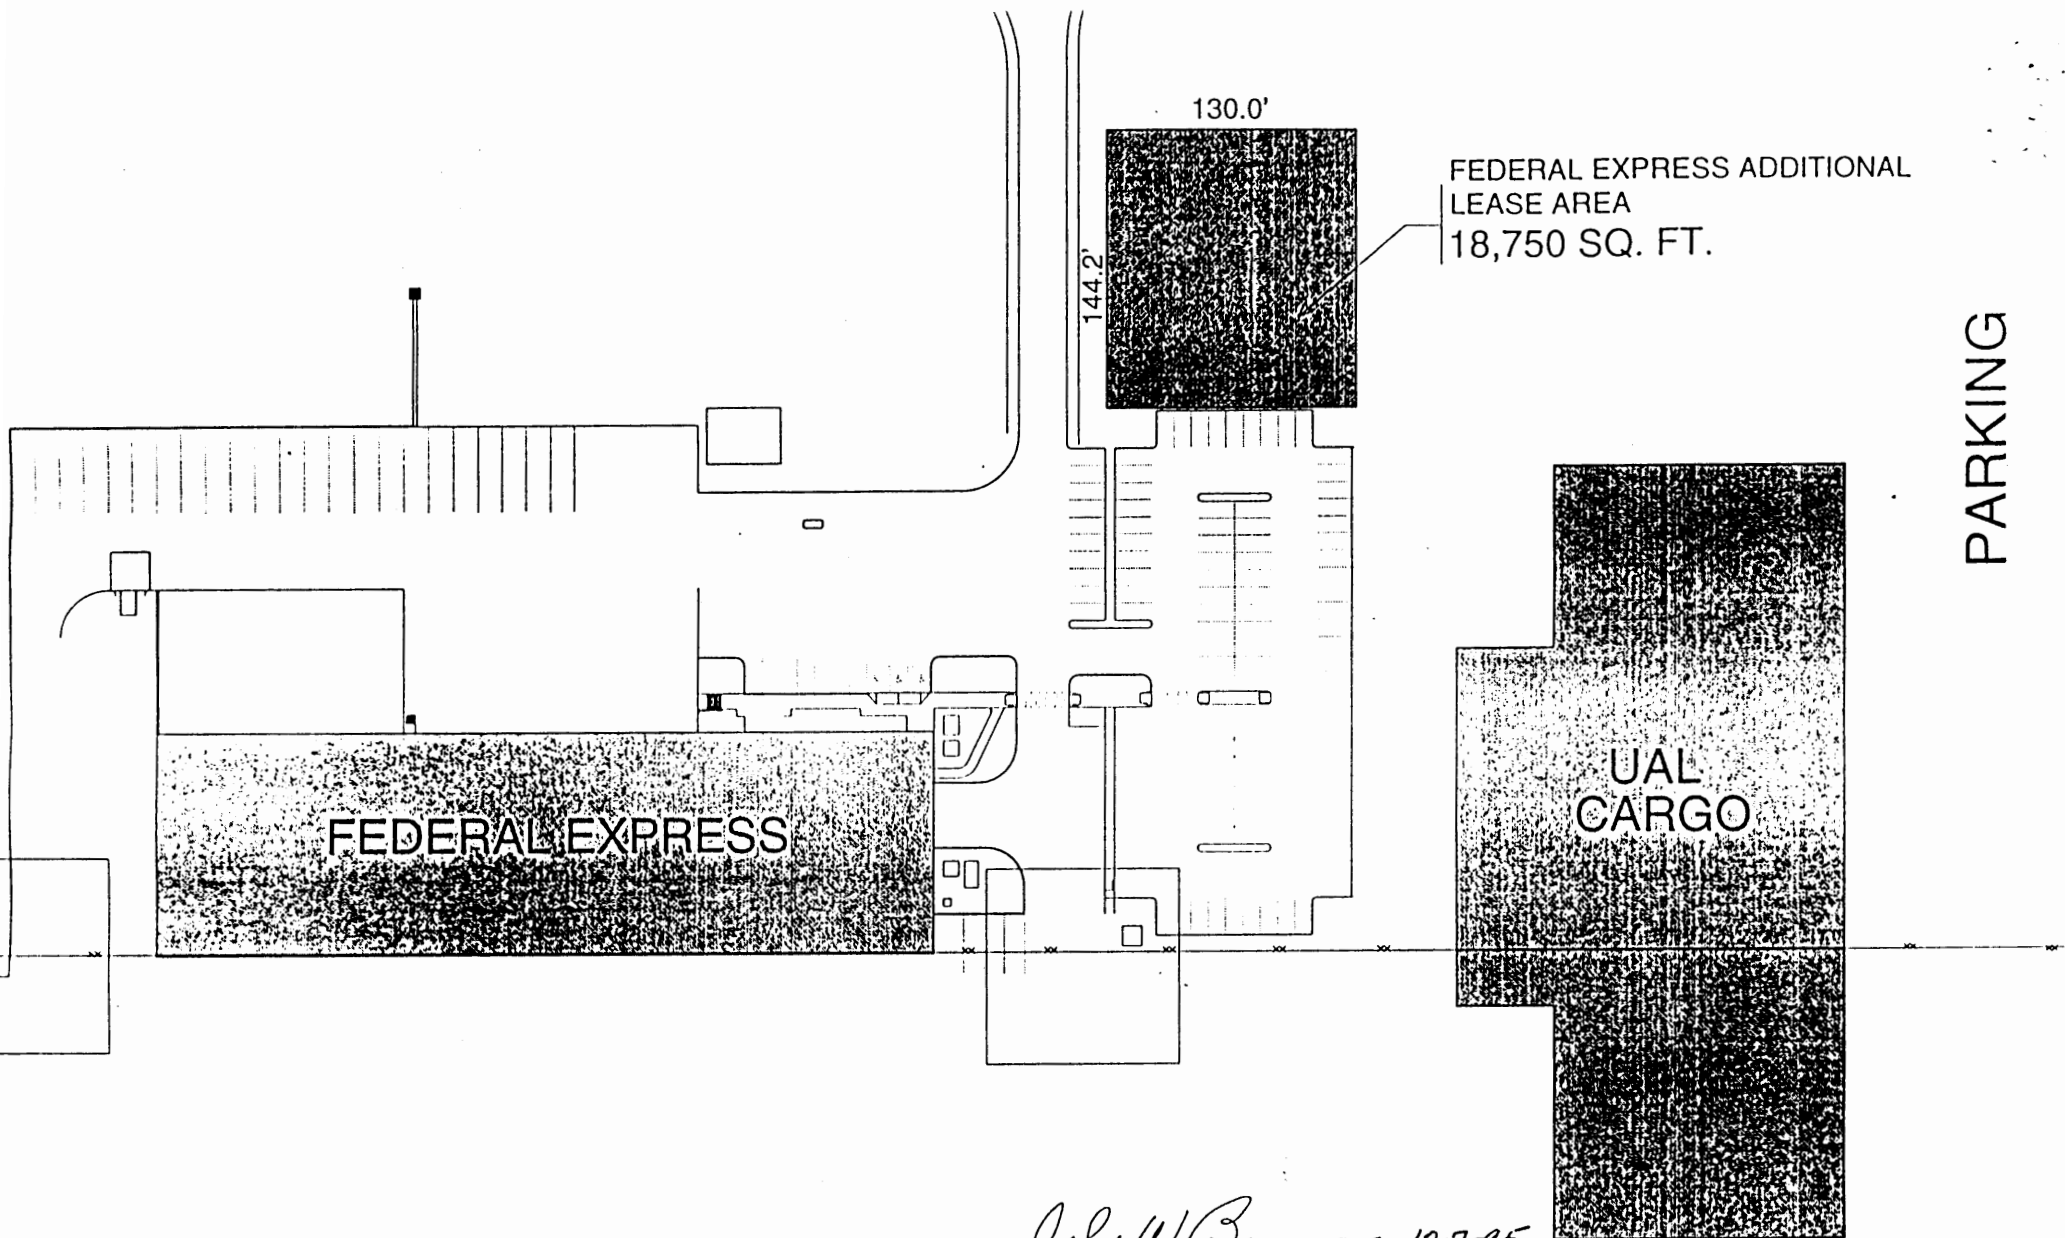 130.0'
FEDERAL EXPRESS ADDITIONAL
LEASE AREA
18,750 SQ. FT.
144.2'
PARKING
FEDERAL EXPRESS
UAL
CARGO